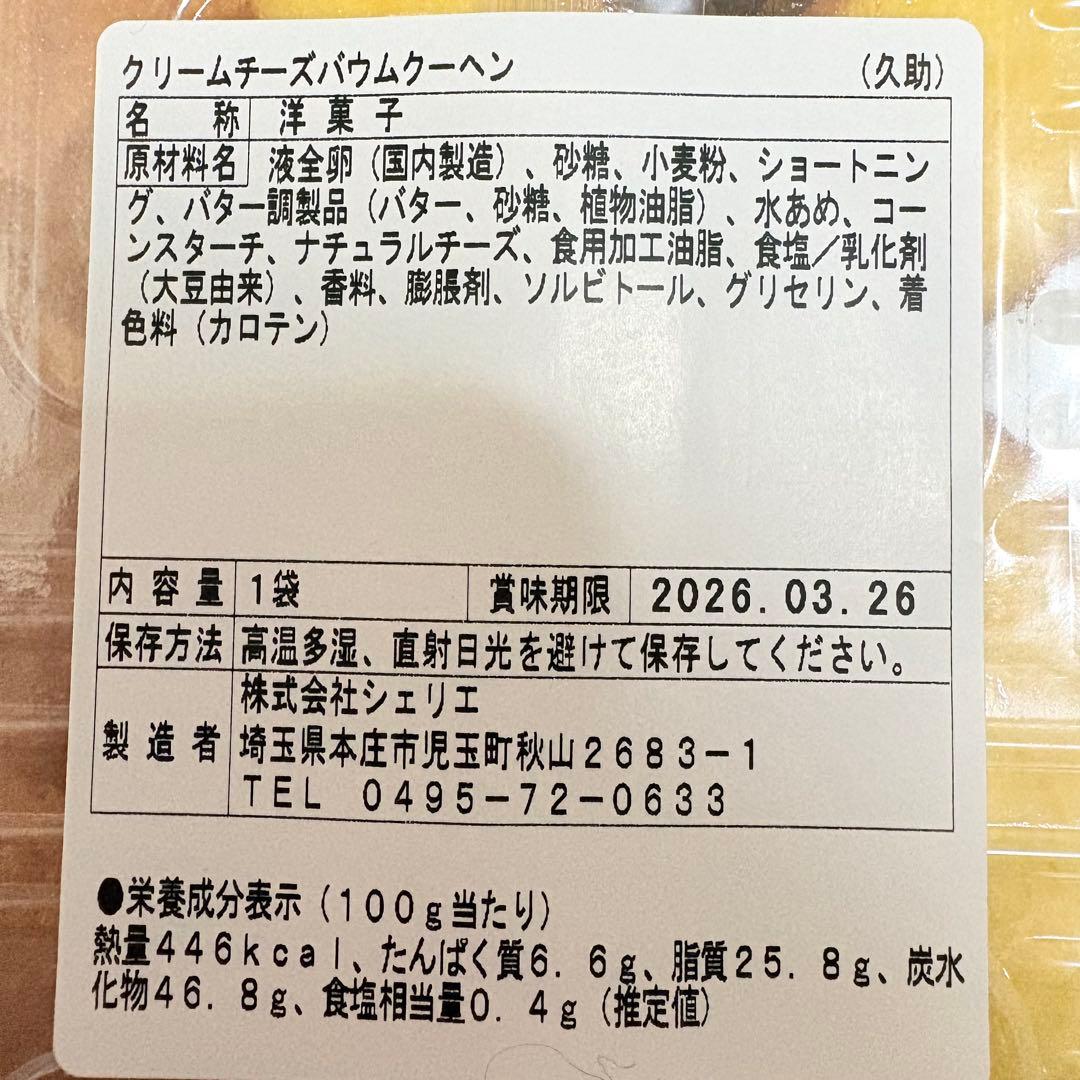 クリームチーズバウムクーヘン （久助）
名 称 洋菓子
原材料名 液全卵（国内製造）、砂糖、小麦粉、ショートニン
グ、バター調製品（バター、砂糖、植物油脂）、水あめ、コー
ンスターチ、ナチュラルチーズ、食用加工油脂、食塩／乳化剤
（大豆由来）、香料、膨脹剤、ソルビトール、グリセリン、着
色料（カロテン）
内容量 1袋 賞味期限 2026.03.26
保存方法 高温多湿、直射日光を避けて保存してください。
株式会社シェリエ
製造者 埼玉県本庄市児玉町秋山2683－1
TEL 0495－72－0633
●栄養成分表示（100g当たり）
熱量446kcal、たんぱく質6.6g、脂質25.8g、炭水
化物46.8g、食塩相当量0.4g（推定値）